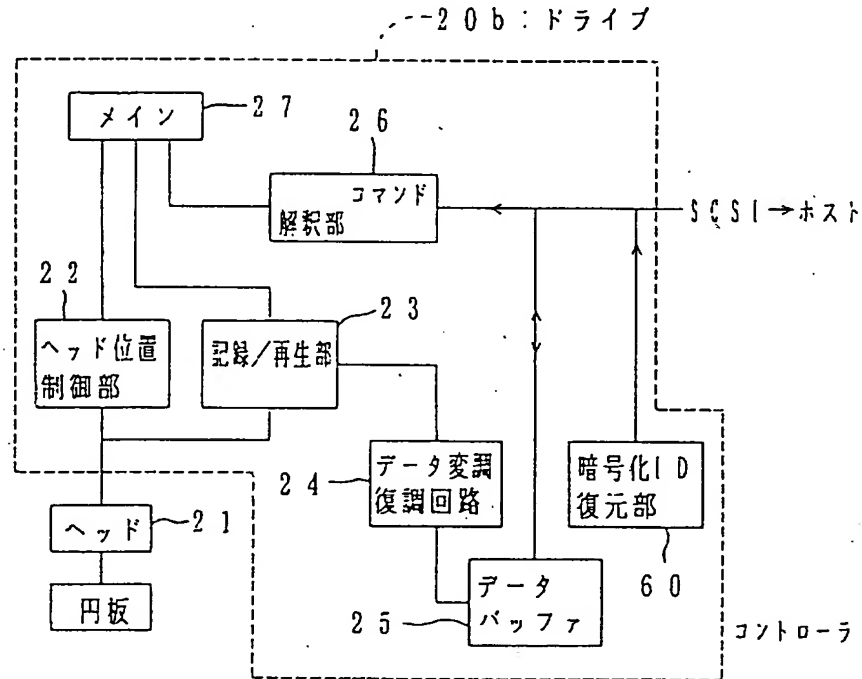 20b:ドライブ
メイン
27
26
コマンド
解釈部
SCSI→ホスト
22
ヘッド位置
制御部
23
記録/再生部
24
データ変調
復調回路
暗号化ID
復元部
60
ヘッド
21
円板
データ
バッファ
25
コントローラ